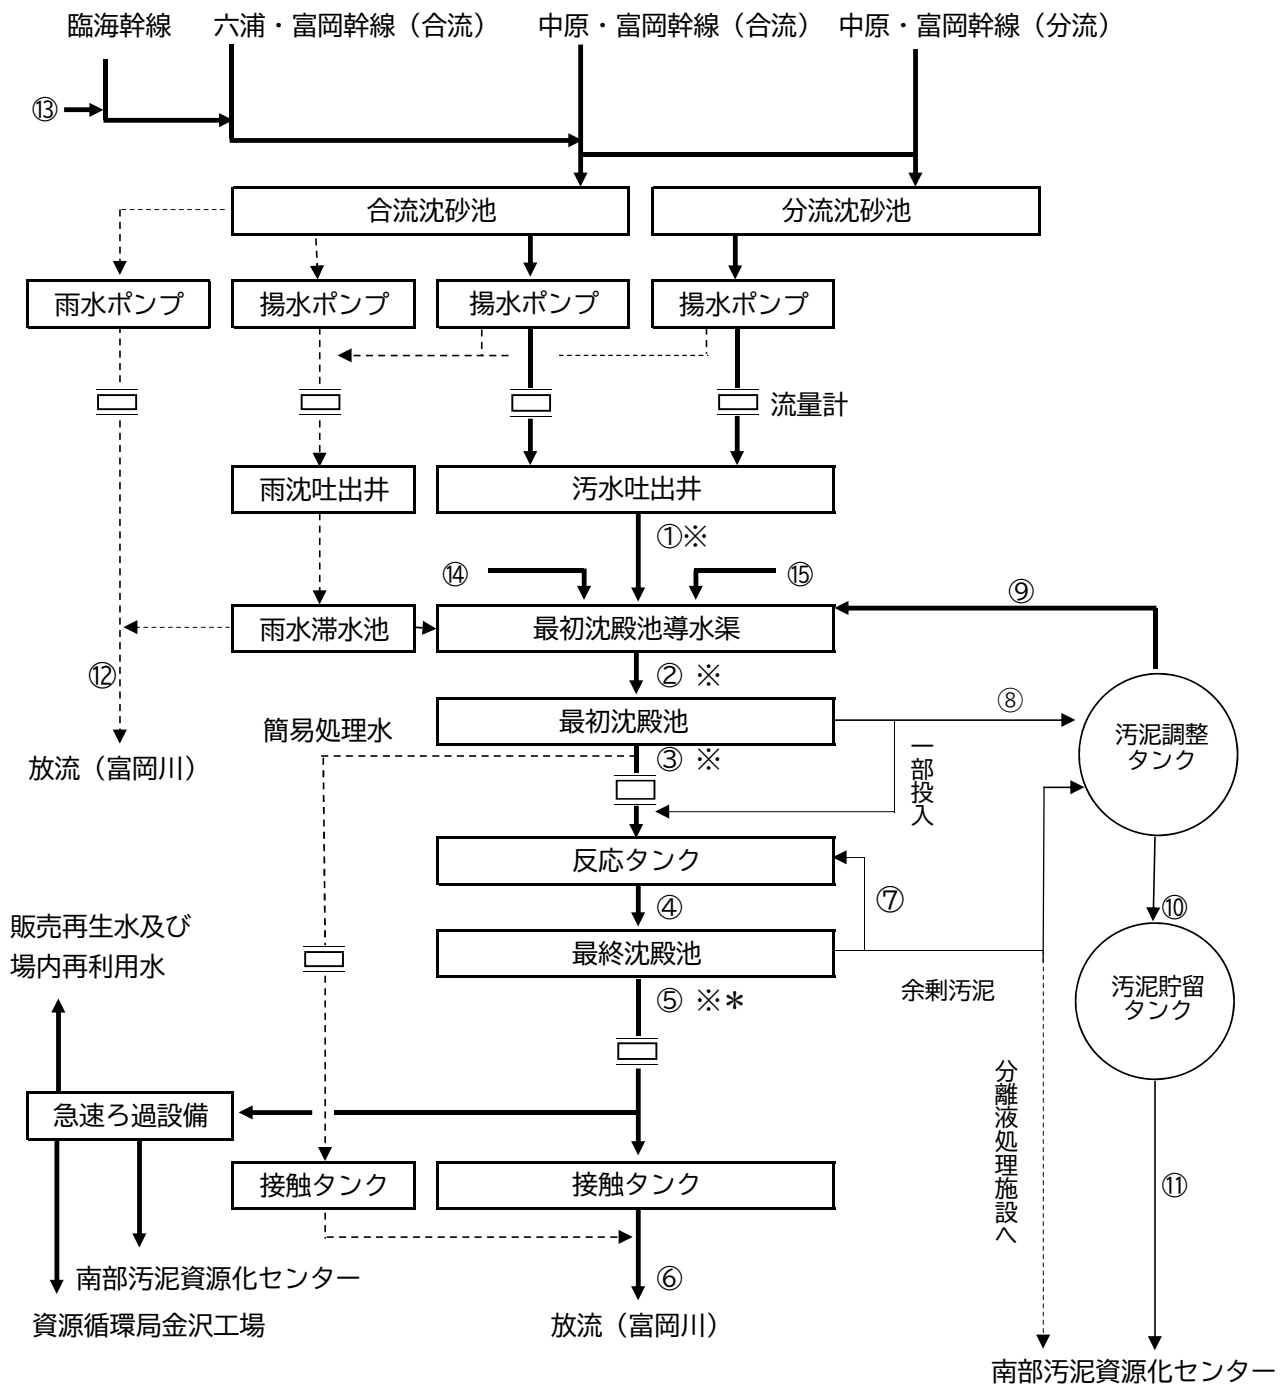 臨海幹線
六浦・富岡幹線（合流）
中原・富岡幹線（合流）
中原・富岡幹線（分流）
⑬
合流沈砂池
分流沈砂池
雨水ポンプ
揚水ポンプ
揚水ポンプ
揚水ポンプ
流量計
雨沈吐出井
汚水吐出井
①※
⑭
⑮
⑨
雨水滞水池
最初沈殿池導水渠
⑫
② ※
⑧
簡易処理水
最初沈殿池
汚泥調整
タンク
③ ※
一部投入
放流（富岡川）
反応タンク
⑦
④
⑩
販売再生水及び
場内再利用水
最終沈殿池
余剰汚泥
汚泥貯留
タンク
⑤ ※＊
分離液処理施設へ
急速ろ過設備
接触タンク
接触タンク
⑪
南部汚泥資源化センター
⑥
資源循環局金沢工場
放流（富岡川）
南部汚泥資源化センター